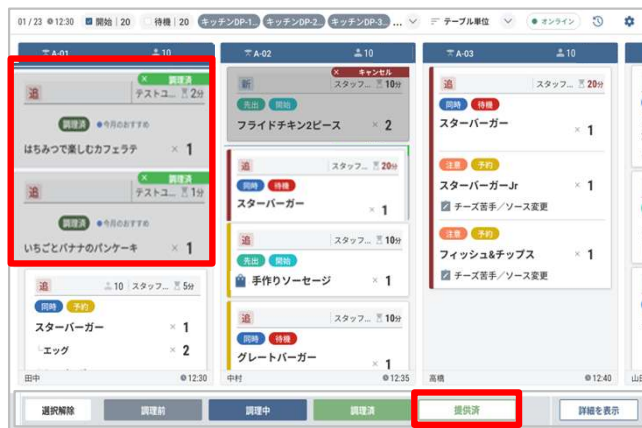 01 / 23 12:30 開始 | 20 待機 | 20 キッチンDP-1... キッチンDP-2... キッチンDP-3... ... テーブル単位 オンライン
A-01 10
追 × 調理済
テストユ... 2分
調理済 今月のおすすめ
はちみつで楽しむカフェラテ × 1
追 × 調理済
テストユ... 1分
調理済 今月のおすすめ
いちごとバナナのパンケーキ × 1
追 10 スタッフ... 5分
同時 予約
スターバーガー × 1
エッグ × 2
田中 12:30
A-02 10
新 × キャンセル
スタッフ... 10分
先出 開始
フライドチキン2ピース × 2
追 スタッフ... 20分
同時 待機
スターバーガー × 1
追 スタッフ... 10分
先出 開始
手作りソーセージ × 1
追 スタッフ... 10分
同時 待機
グレートバーガー × 1
中村 12:35
A-03 10
追 スタッフ... 20分
同時 待機
スターバーガー × 1
注意 予約
スターバーガーJr × 1
チーズ苦手/ソース変更
注意 予約
フィッシュ&チップス × 1
チーズ苦手/ソース変更
高橋 12:40
選択解除 調理前 調理中 調理済 提供済 詳細を表示